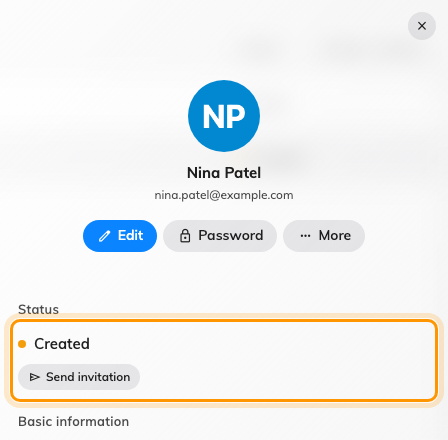 NP
Nina Patel
nina.patel@example.com
Edit Password More
Status
Created
Send invitation
Basic information